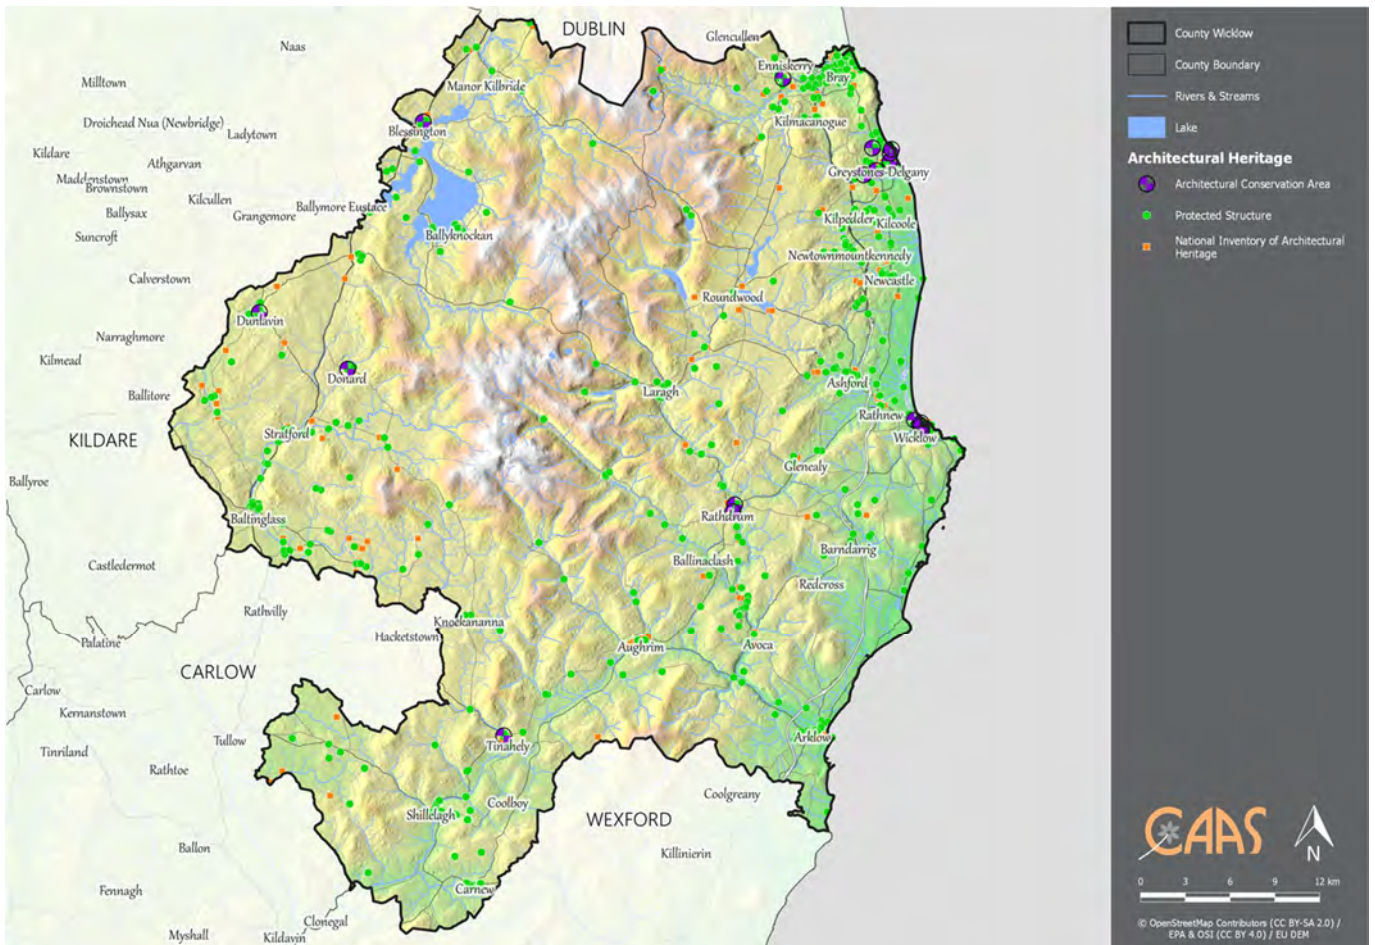 DUBLIN
Glencullen
Naas
Enniskerry
Bray
Milltown
Manor Kilbride
Droichead Nua (Newbridge)
Ladytown
Blessington
Kilmacanogue
Kildare
Athgarvan
Maddenstown
Brownstown
Kilcullen
Greystones-Delgany
Ballysax
Grangemore
Ballymore Eustace
Suncroft
Ballyknockan
Kilpedder
Kilcoole
Newtownmountkennedy
Calverstown
Newcastle
Roundwood
Dunlavin
Narraghmore
Kilmead
Donard
Ballitore
Laragh
Ashford
Rathnew
KILDARE
Stratford
Wicklow
Glenealy
Ballyroe
Baltinglass
Rathdrum
Barndarrig
Castledermot
Ballinaclash
Redcross
Rathvilly
Knockananna
Hacketstown
Palatine
Aughrim
Avoca
CARLOW
Carlow
Kernanstown
Tullow
Tinahely
Arklow
Tinriland
Rathtoe
Coolgreany
Shillelagh
Coolboy
WEXFORD
Ballon
Killinierin
Fennagh
Carnew
Clonegal
Myshall
Kildavin
County Wicklow
County Boundary
Rivers & Streams
Lake
Architectural Heritage
Architectural Conservation Area
Protected Structure
National Inventory of Architectural
Heritage
CAAS
N
0 3 6 9 12 km
© OpenStreetMap Contributors (CC BY-SA 2.0) /
EPA & OSI (CC BY 4.0) / EU DEM